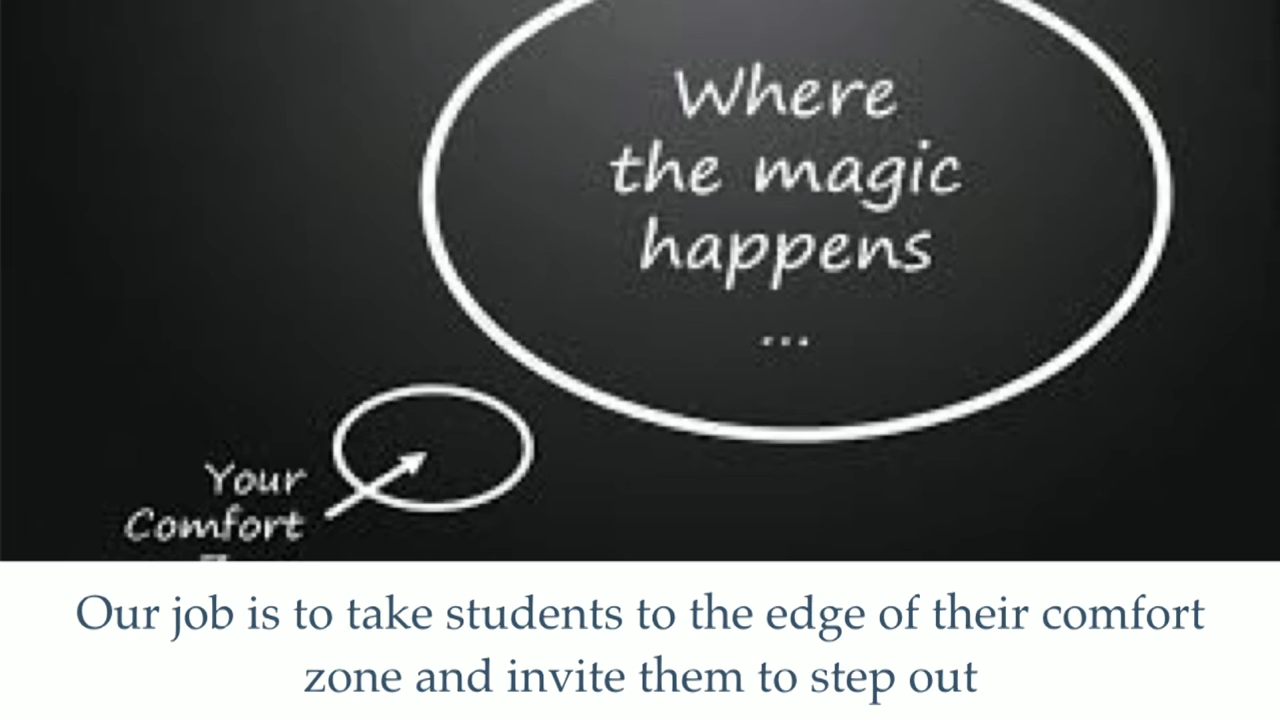 Where
the magic
happens
...
Your
Comfort
Our job is to take students to the edge of their comfort
zone and invite them to step out